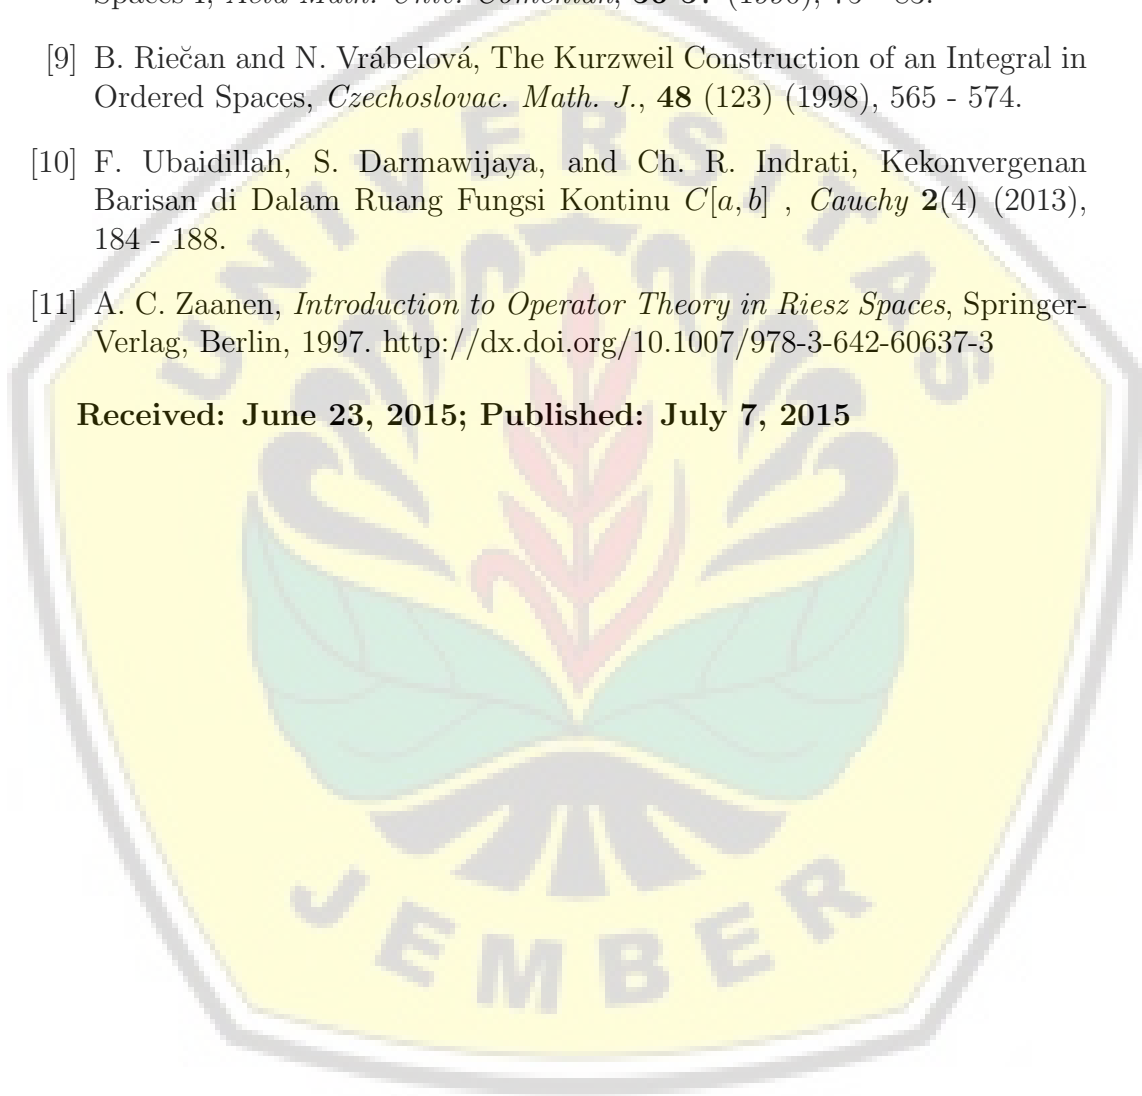 [9] B. Riečan and N. Vrábelová, The Kurzweil Construction of an Integral in
Ordered Spaces, Czechoslovac. Math. J., 48 (123) (1998), 565 - 574.
[10] F. Ubaidillah, S. Darmawijaya, and Ch. R. Indrati, Kekonvergenan
Barisan di Dalam Ruang Fungsi Kontinu C[a, b] , Cauchy 2(4) (2013),
184 - 188.
[11] A. C. Zaanen, Introduction to Operator Theory in Riesz Spaces, Springer-
Verlag, Berlin, 1997. http://dx.doi.org/10.1007/978-3-642-60637-3
Received: June 23, 2015; Published: July 7, 2015
UNIVERSITAS
JEMBER